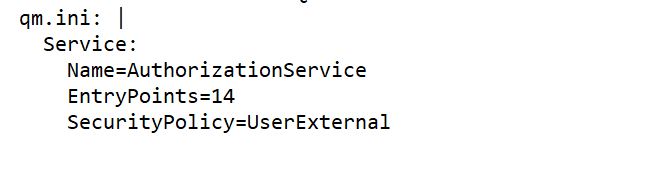 qm.ini: |
Service:
Name=AuthorizationService
EntryPoints=14
SecurityPolicy=UserExternal